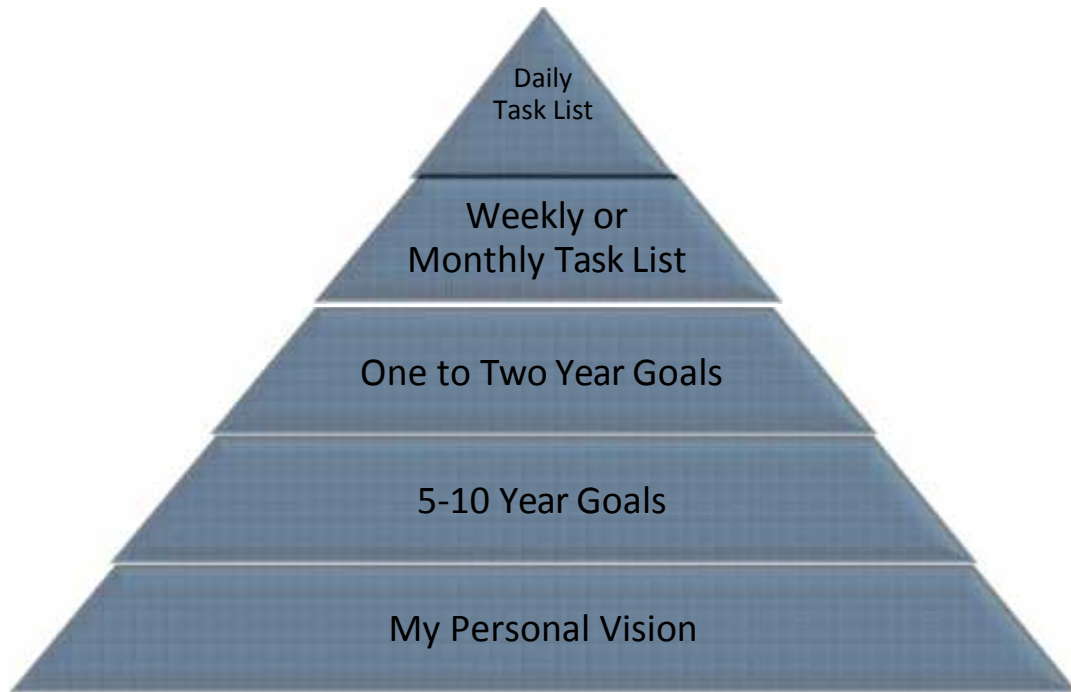 Daily
Task List
Weekly or
Monthly Task List
One to Two Year Goals
5-10 Year Goals
My Personal Vision